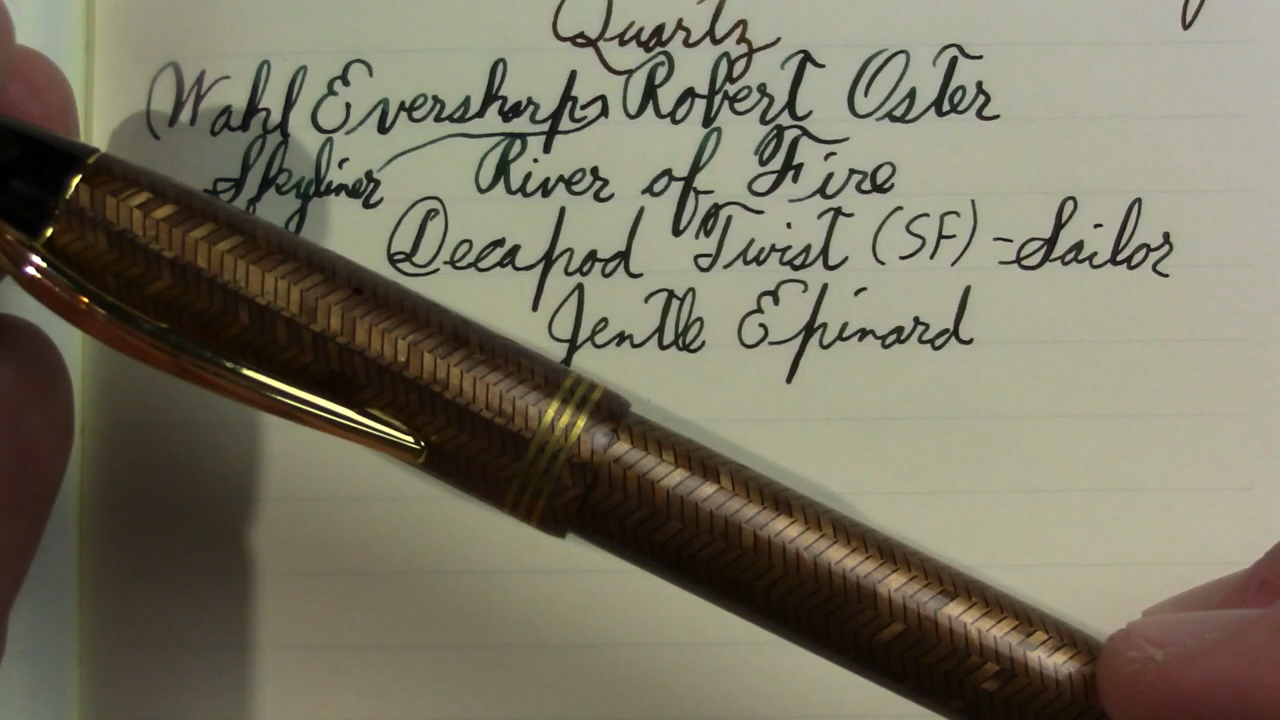 Quartz
Wahl Eversharp Robert Oster
Skyliner River of Fire
Decapod Twist (SF) - Sailor
Jentle Epinard